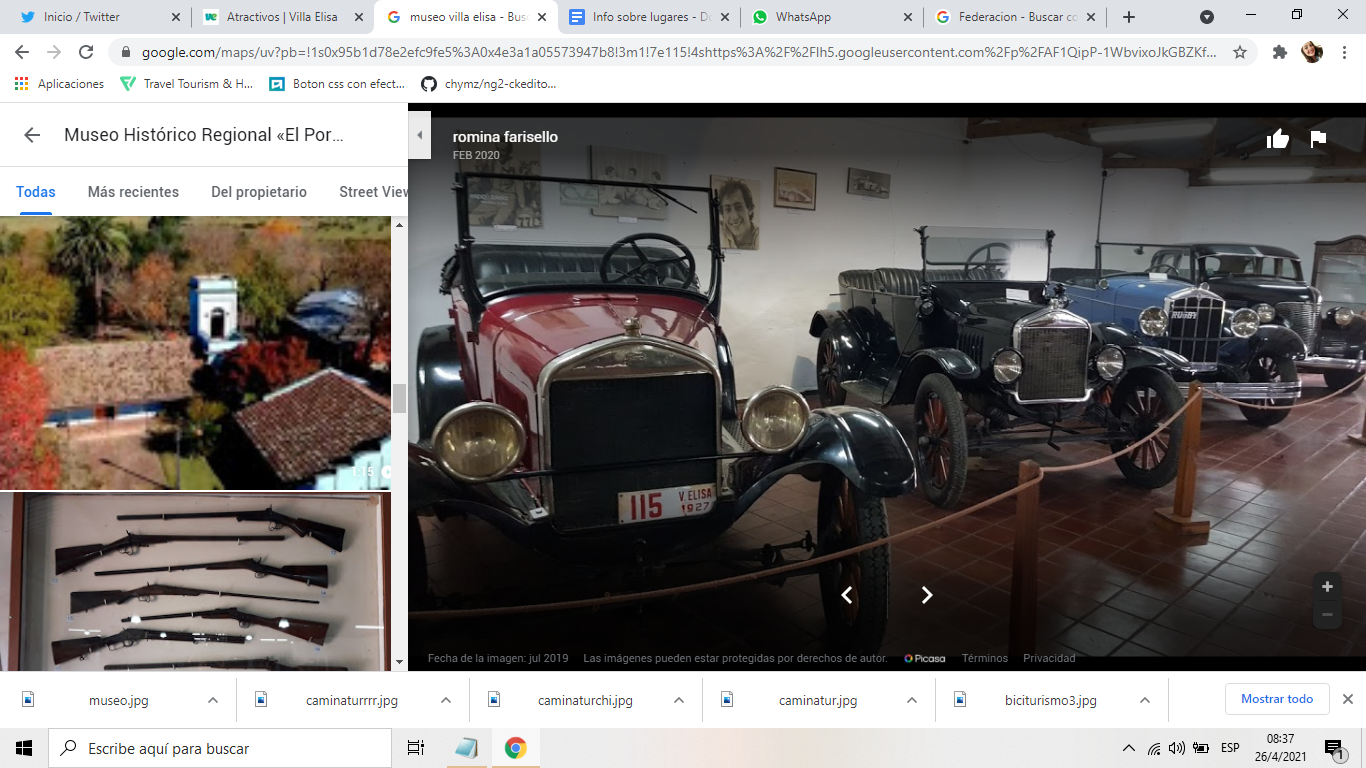 Inicio / Twitter
Atractivos | Villa Elisa
museo villa elisa - Bus
Info sobre lugares - D
WhatsApp
Federacion - Buscar co
google.com/maps/uv?pb=!1s0x95b1d78e2efc9fe5%3A0x4e3a1a05573947b8!3m1!7e115!4shttps%3A%2F%2Flh5.googleusercontent.com%2Fp%2FAF1QipP-1WbvixoJkGBZKf...
Aplicaciones
Travel Tourism & H...
Boton css con efect...
chymz/ng2-ckedito...
Museo Histórico Regional «El Por...
Todas
Más recientes
Del propietario
Street View
1:15
romina farisello
FEB 2020
RUGBY
115 V. ELISA
1927
Fecha de la imagen: jul 2019 Las imágenes pueden estar protegidas por derechos de autor. Picasa Términos Privacidad
museo.jpg
caminaturrrr.jpg
caminaturchi.jpg
caminatur.jpg
biciturismo3.jpg
Mostrar todo
Escribe aquí para buscar
ESP
08:37
26/4/2021
1